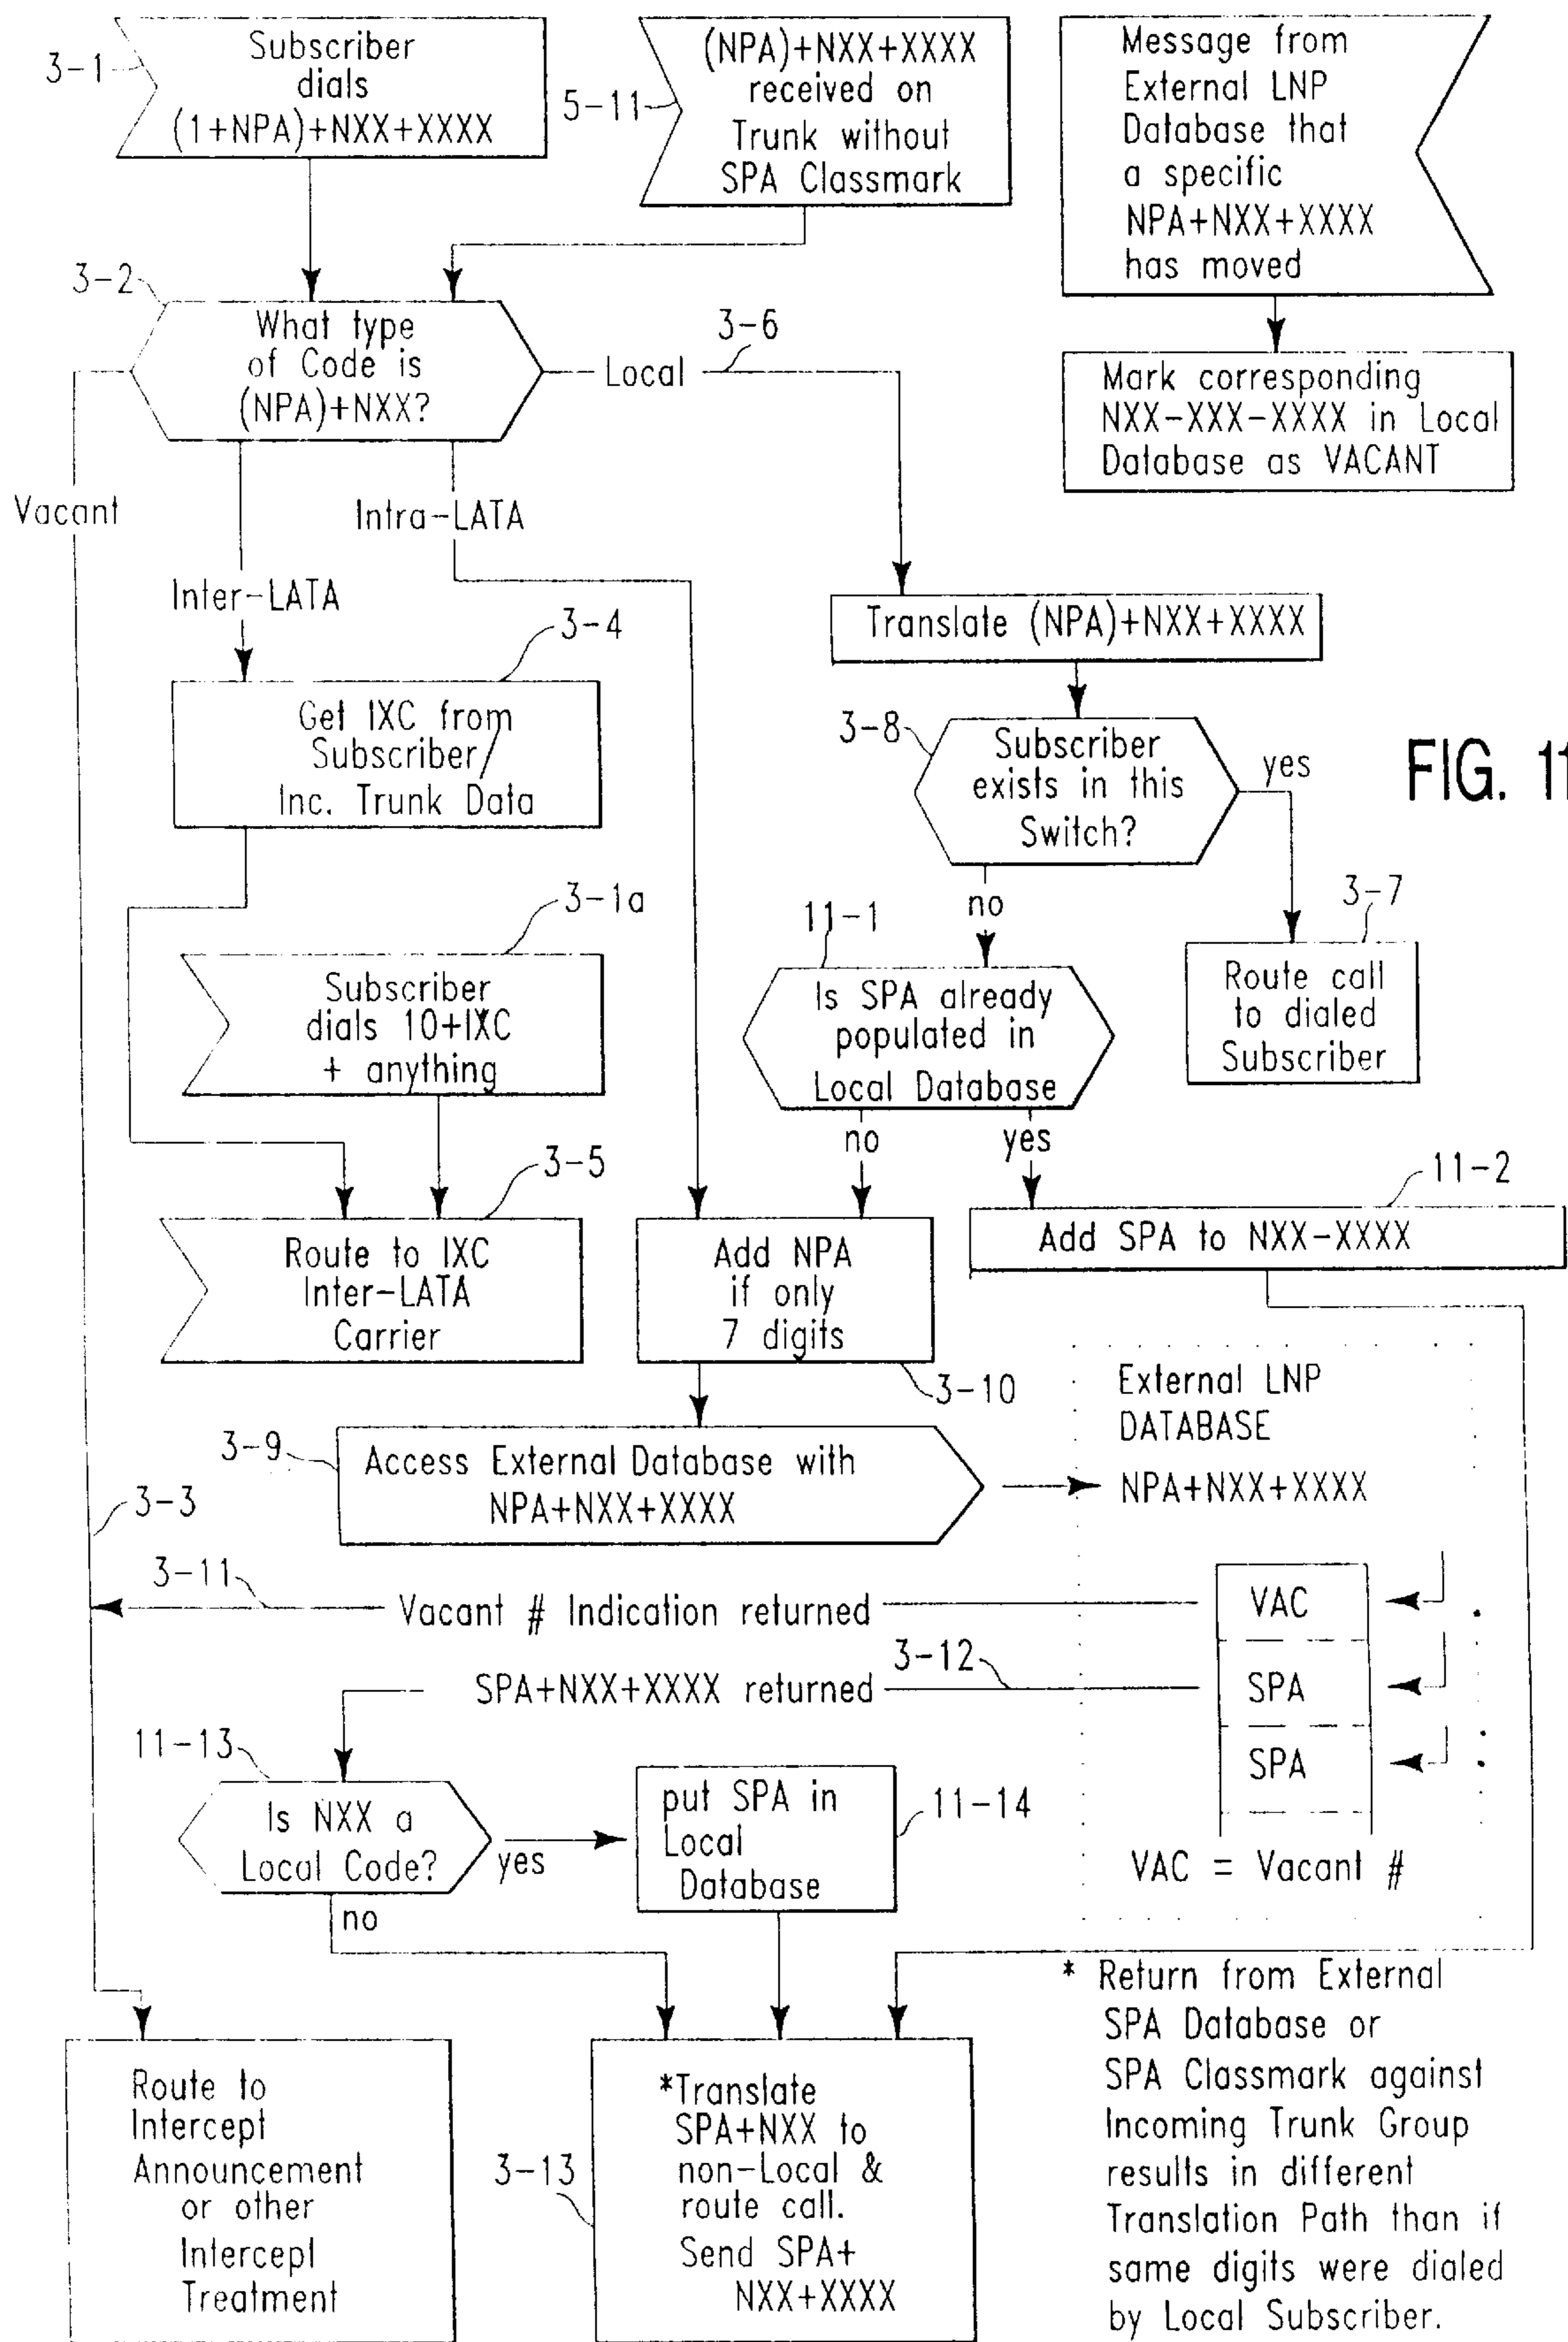 3-1
Subscriber
dials
(1+NPA)+NXX+XXXX
5-11
(NPA)+NXX+XXXX
received on
Trunk without
SPA Classmark
Message from
External LNP
Database that
a specific
NPA+NXX+XXXX
has moved
3-2
What type
of Code is
(NPA)+NXX?
Local
3-6
Mark corresponding
NXX-XXX-XXXX in Local
Database as VACANT
Vacant
Intra-LATA
Inter-LATA
3-4
Get IXC from
Subscriber/
Inc. Trunk Data
Translate (NPA)+NXX+XXXX
3-8
Subscriber
exists in this
Switch?
yes
no
FIG. 11
3-7
Route call
to dialed
Subscriber
3-1a
Subscriber
dials 10+IXC
+ anything
11-1
Is SPA already
populated in
Local Database
no
yes
3-5
Route to IXC
Inter-LATA
Carrier
Add NPA
if only
7 digits
3-10
11-2
Add SPA to NXX-XXXX
External LNP
DATABASE
3-9
Access External Database with
NPA+NXX+XXXX
NPA+NXX+XXXX
3-3
3-11
Vacant # Indication returned
VAC
3-12
SPA+NXX+XXXX returned
SPA
SPA
VAC = Vacant #
11-13
Is NXX a
Local Code?
yes
no
put SPA in
Local
Database
11-14
Route to
Intercept
Announcement
or other
Intercept
Treatment
3-13
*Translate
SPA+NXX to
non-Local &
route call.
Send SPA+
NXX+XXXX
* Return from External
SPA Database or
SPA Classmark against
Incoming Trunk Group
results in different
Translation Path than if
same digits were dialed
by Local Subscriber.